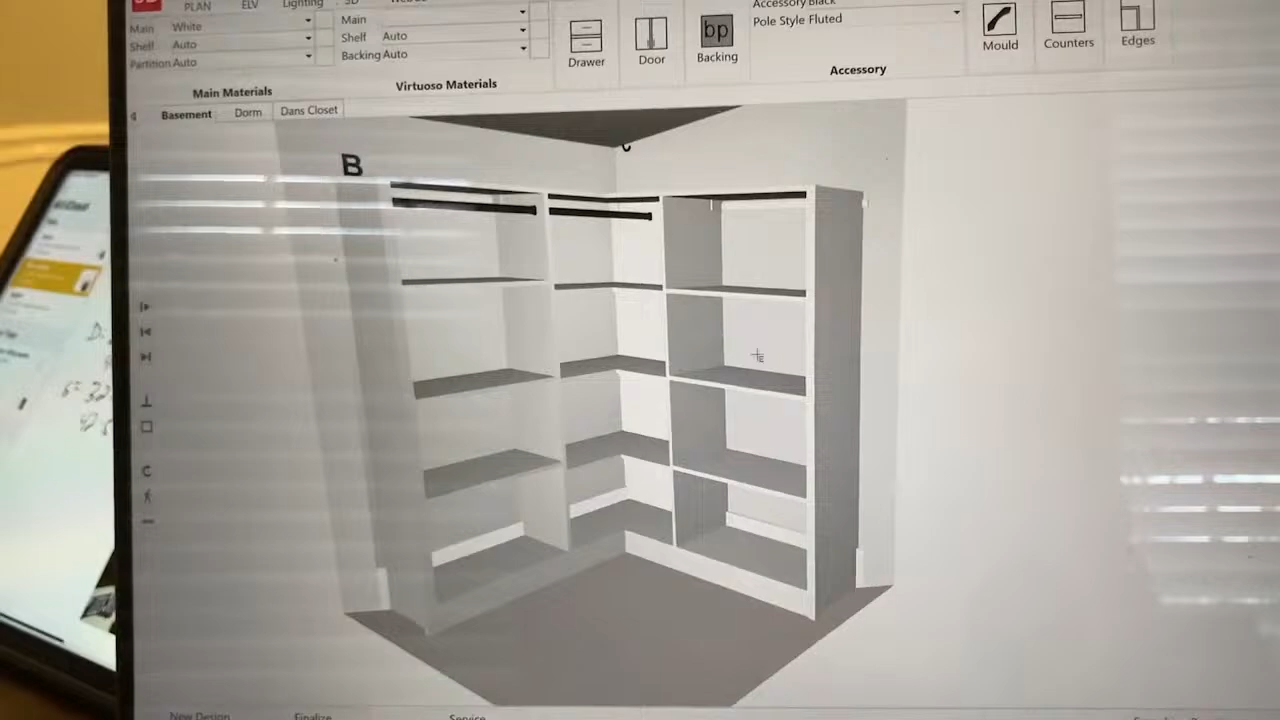 PLAN
ELV
Lighting
3D
Main White
Shelf Auto
Partition Auto
Main Materials
Main
Shelf Auto
Backing Auto
Virtuoso Materials
Drawer
Door
bp
Backing
Accessory Black
Pole Style Fluted
Accessory
Mould
Counters
Edges
Basement
Dorm
Dans Closet
B
C
New Design
Finalize
Service